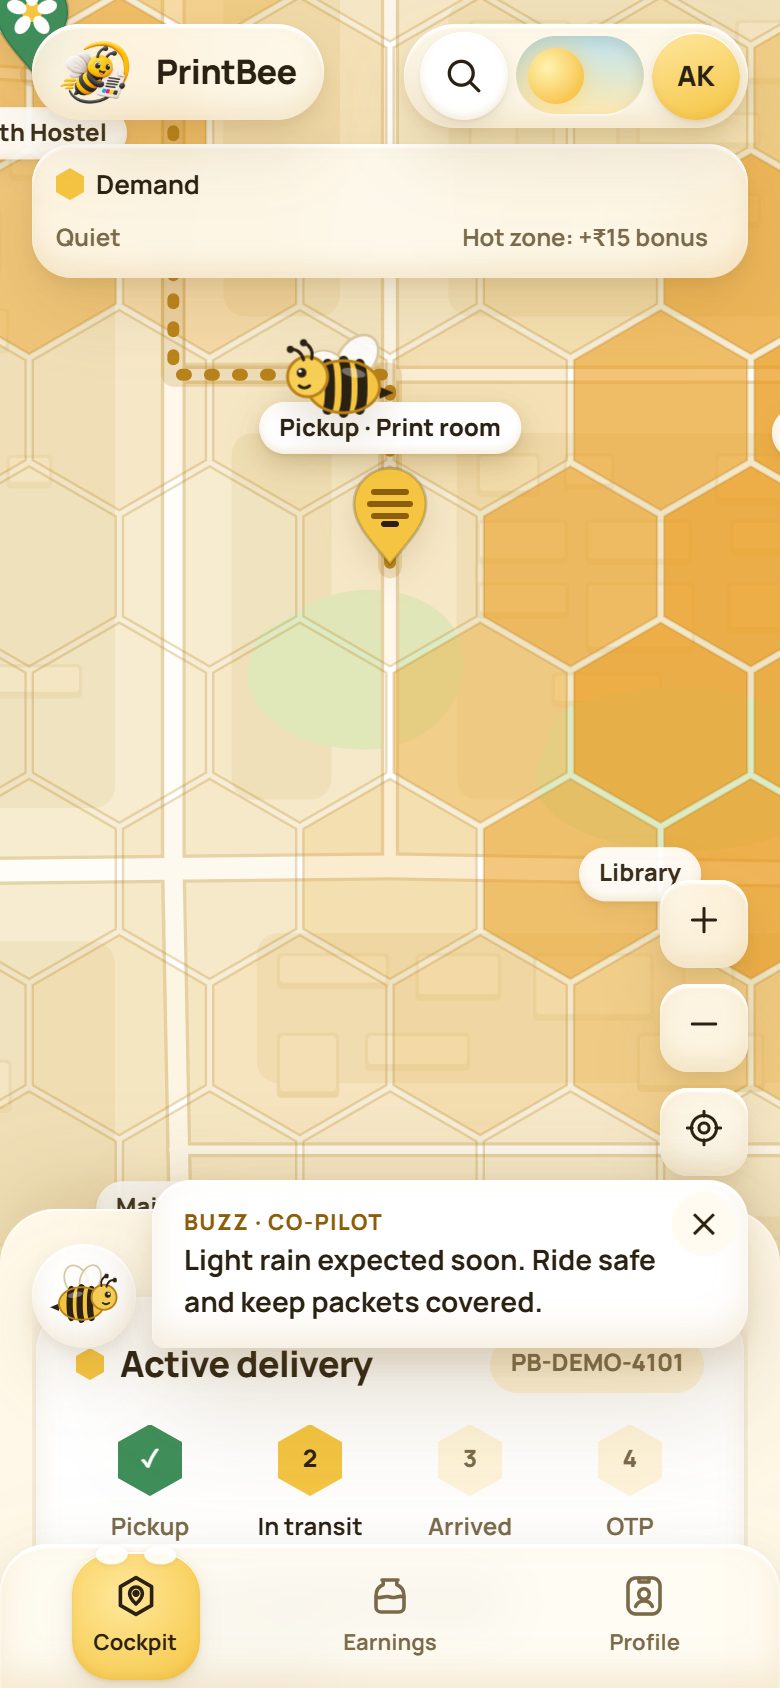 PrintBee
AK
th Hostel
Demand
Quiet
Hot zone: +₹15 bonus
Pickup · Print room
Library
Mai
BUZZ · CO-PILOT
Light rain expected soon. Ride safe
and keep packets covered.
Active delivery
PB-DEMO-4101
✓
2
3
4
Pickup
In transit
Arrived
OTP
Cockpit
Earnings
Profile